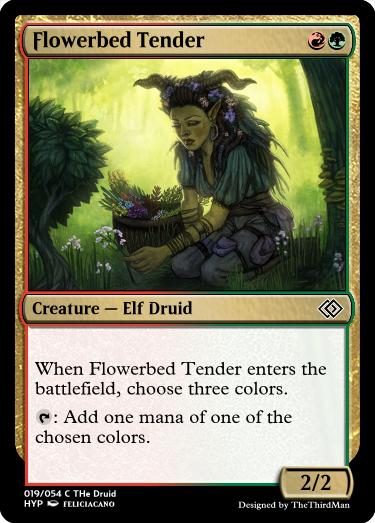 Flowerbed Tender
Creature — Elf Druid
When Flowerbed Tender enters the
battlefield, choose three colors.
: Add one mana of one of the
chosen colors.
2/2
019/054 C THe Druid
HYP FELICIACANO
Designed by TheThirdMan